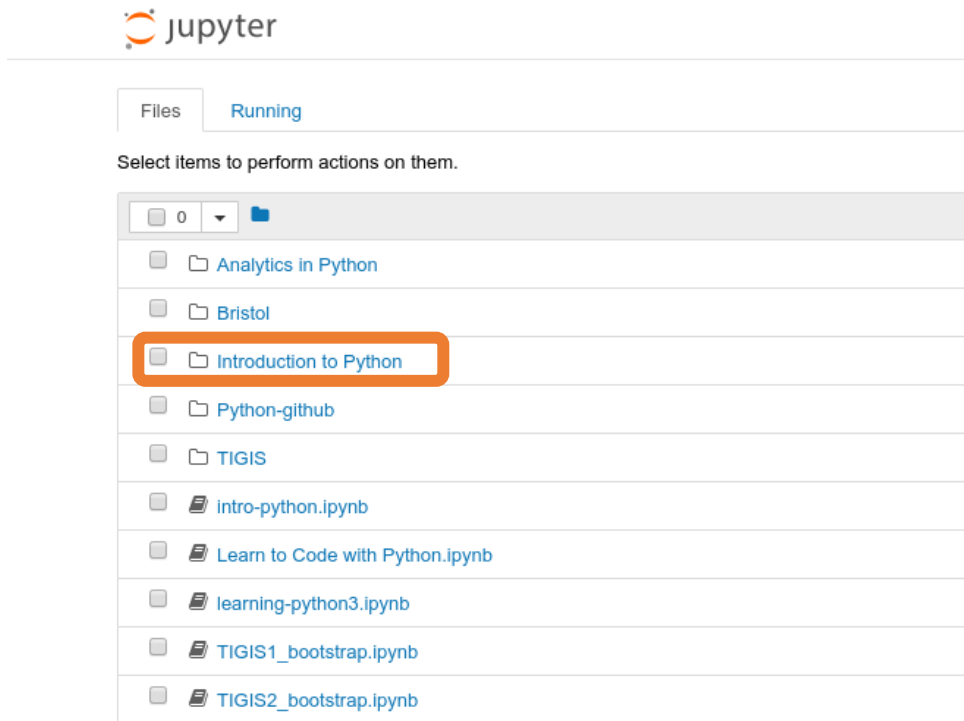 jupyter
Files Running
Select items to perform actions on them.
0
Analytics in Python
Bristol
Introduction to Python
Python-github
TIGIS
intro-python.ipynb
Learn to Code with Python.ipynb
learning-python3.ipynb
TIGIS1_bootstrap.ipynb
TIGIS2_bootstrap.ipynb